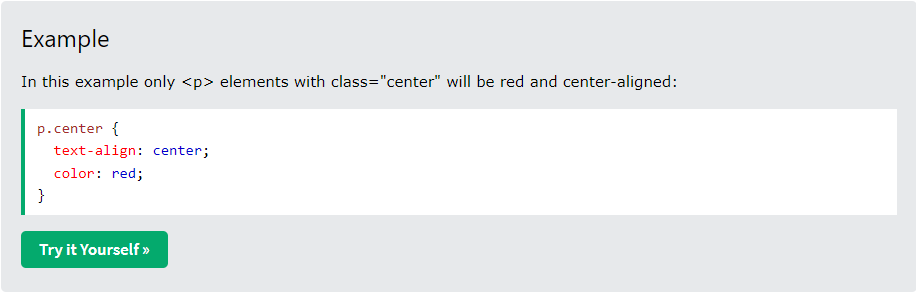 Example
In this example only <p> elements with class="center" will be red and center-aligned:
p.center {
  text-align: center;
  color: red;
}
Try it Yourself »